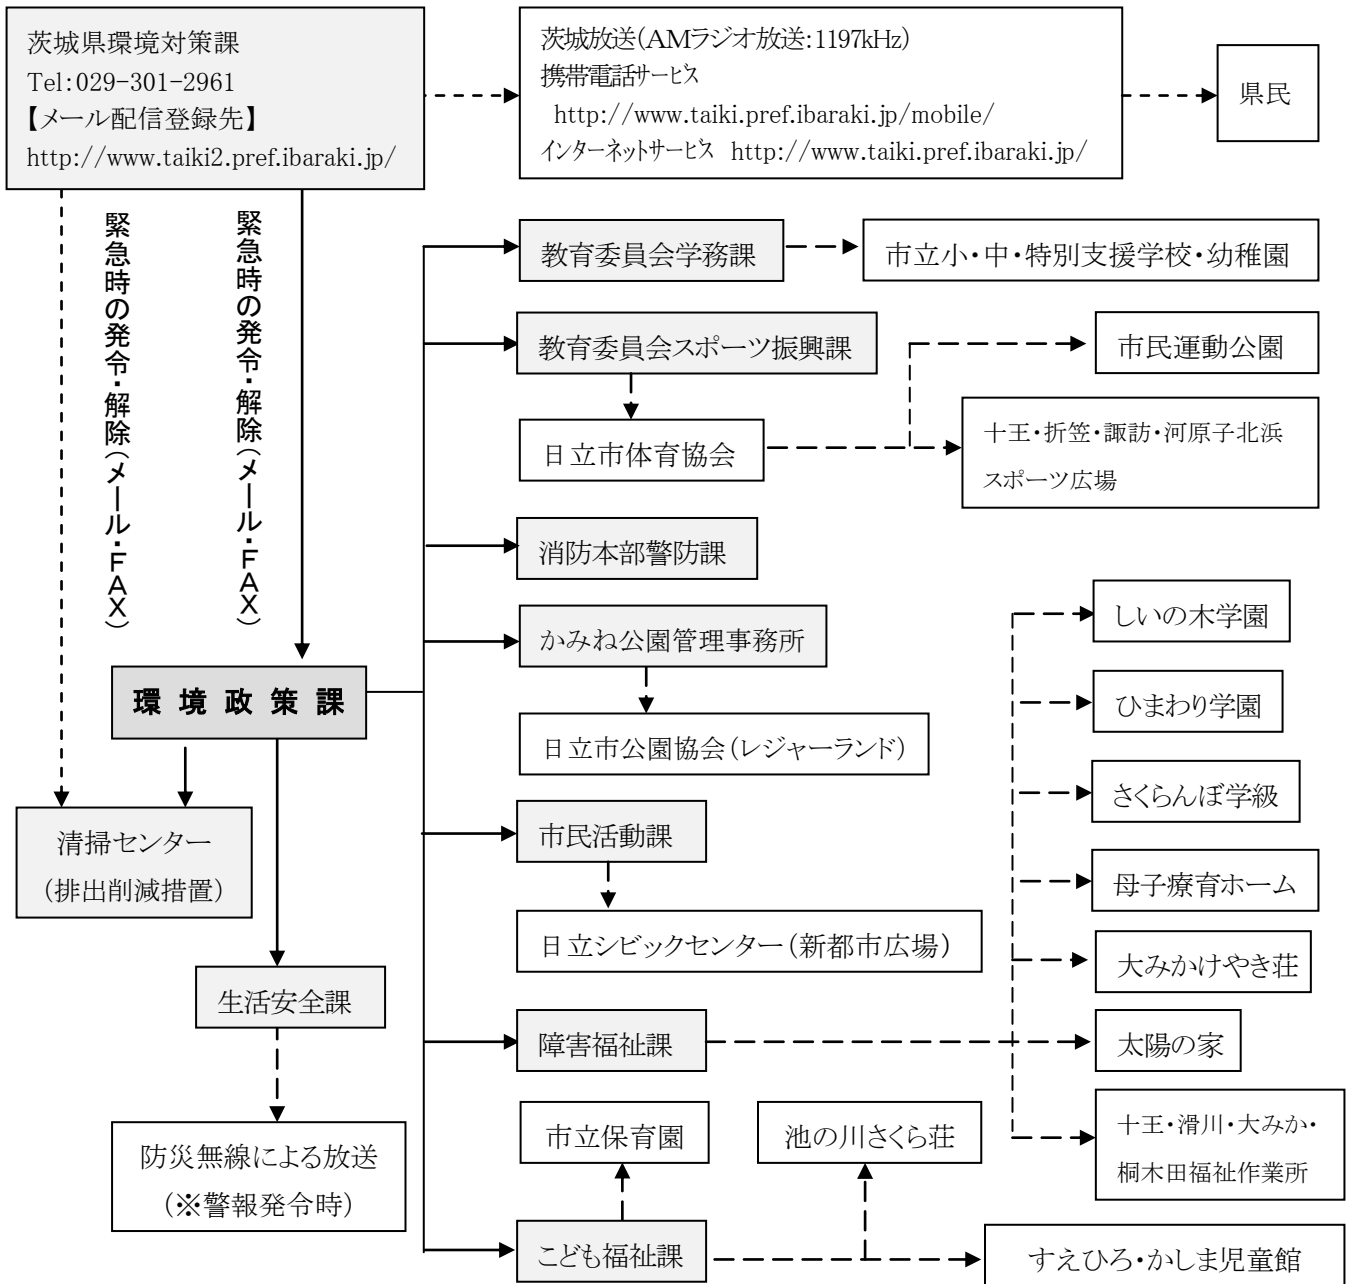 茨城県環境対策課
Tel:029-301-2961
【メール配信登録先】
http://www.taiki2.pref.ibaraki.jp/
茨城放送(AMラジオ放送:1197kHz)
携帯電話サービス
http://www.taiki.pref.ibaraki.jp/mobile/
インターネットサービス http://www.taiki.pref.ibaraki.jp/
県民
緊急時の発令・解除(メール・FAX)
緊急時の発令・解除(メール・FAX)
教育委員会学務課
市立小・中・特別支援学校・幼稚園
教育委員会スポーツ振興課
市民運動公園
日立市体育協会
十王・折笠・諏訪・河原子北浜
スポーツ広場
消防本部警防課
しいの木学園
かみね公園管理事務所
環境政策課
ひまわり学園
日立市公園協会(レジャーランド)
さくらんぼ学級
清掃センター
(排出削減措置)
市民活動課
母子療育ホーム
日立シビックセンター(新都市広場)
大みかけやき荘
生活安全課
障害福祉課
太陽の家
防災無線による放送
(※警報発令時)
市立保育園
池の川さくら荘
十王・滑川・大みか・
桐木田福祉作業所
こども福祉課
すえひろ・かしま児童館